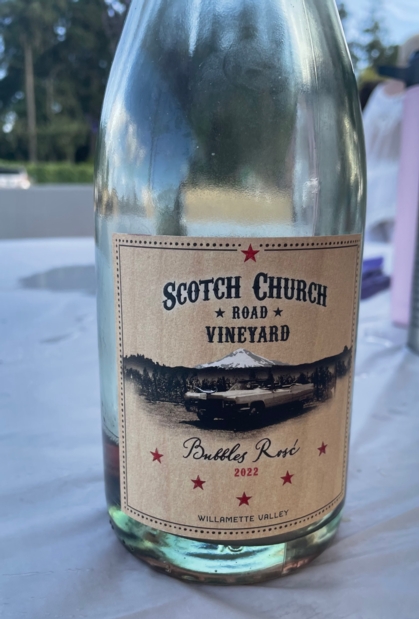 SCOTCH CHURCH
ROAD
VINEYARD
Bubbles Rosé
2022
WILLAMETTE VALLEY